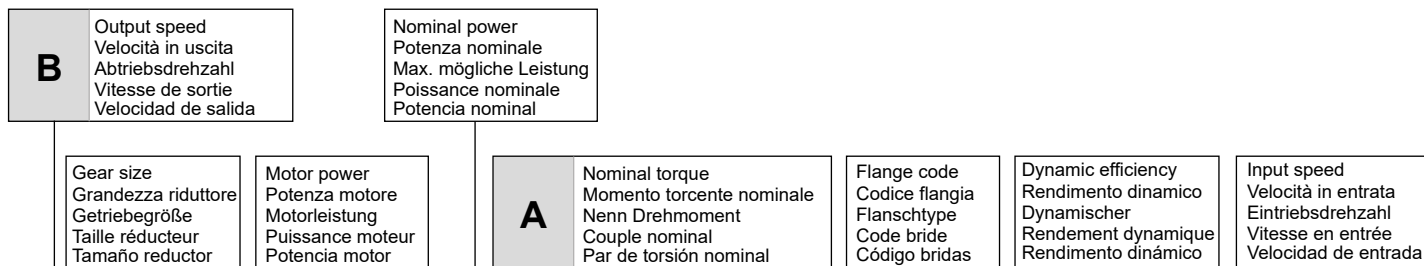 B
Output speed
Velocità in uscita
Abtriebsdrehzahl
Vitesse de sortie
Velocidad de salida
Nominal power
Potenza nominale
Max. mögliche Leistung
Poissance nominale
Potencia nominal
Gear size
Grandezza riduttore
Getriebegröße
Taille réducteur
Tamaño reductor
Motor power
Potenza motore
Motorleistung
Puissance moteur
Potencia motor
A
Nominal torque
Momento torcente nominale
Nenn Drehmoment
Couple nominal
Par de torsión nominal
Flange code
Codice flangia
Flanschtype
Code bride
Código bridas
Dynamic efficiency
Rendimento dinamico
Dynamischer
Rendement dynamique
Rendimento dinámico
Input speed
Velocità in entrata
Eintriebsdrehzahl
Vitesse en entrée
Velocidad de entrada